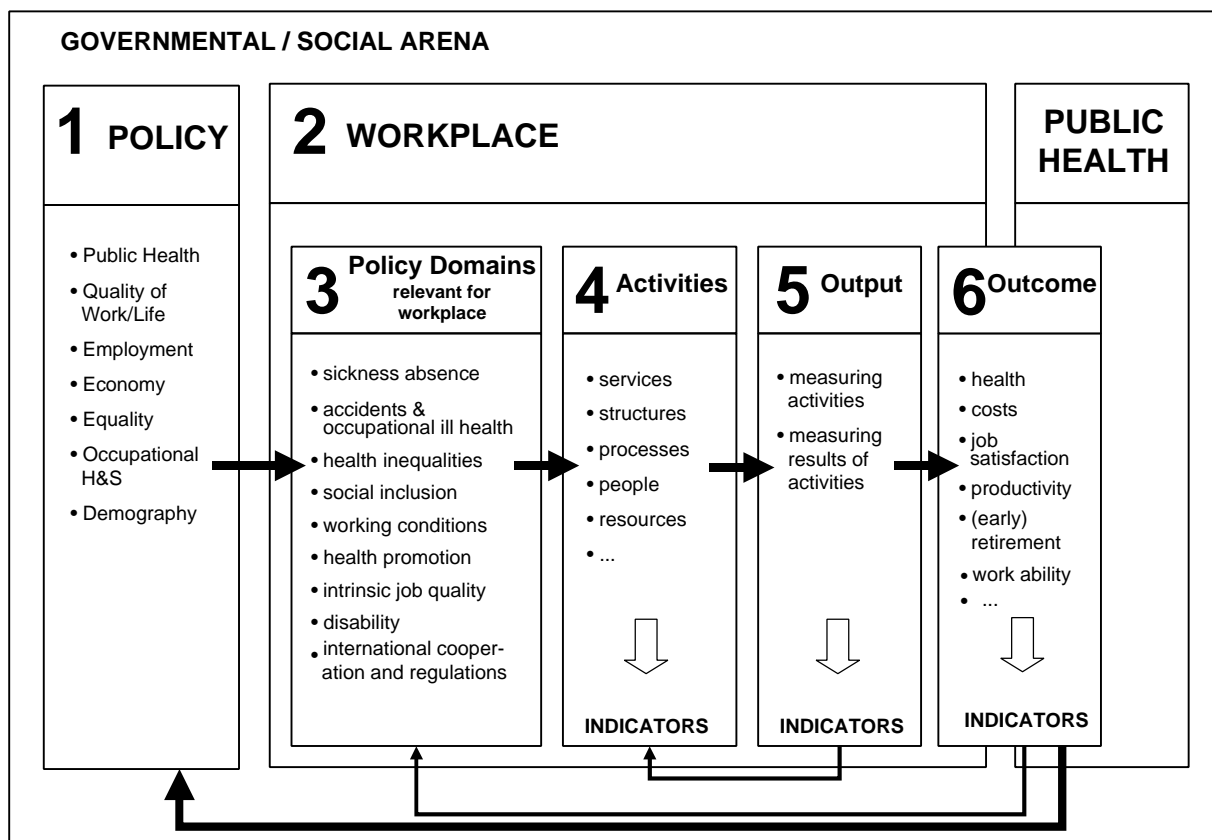 GOVERNMENTAL / SOCIAL ARENA
1 POLICY
• Public Health
• Quality of
Work/Life
• Employment
• Economy
• Equality
• Occupational
H&S
• Demography
2 WORKPLACE
3 Policy Domains
relevant for
workplace
• sickness absence
• accidents &
occupational ill health
• health inequalities
• social inclusion
• working conditions
• health promotion
• intrinsic job quality
• disability
• international cooper-
ation and regulations
4 Activities
• services
• structures
• processes
• people
• resources
• ...
INDICATORS
5 Output
• measuring
activities
• measuring
results of
activities
INDICATORS
PUBLIC
HEALTH
6 Outcome
• health
• costs
• job
satisfaction
• productivity
• (early)
retirement
• work ability
• ...
INDICATORS